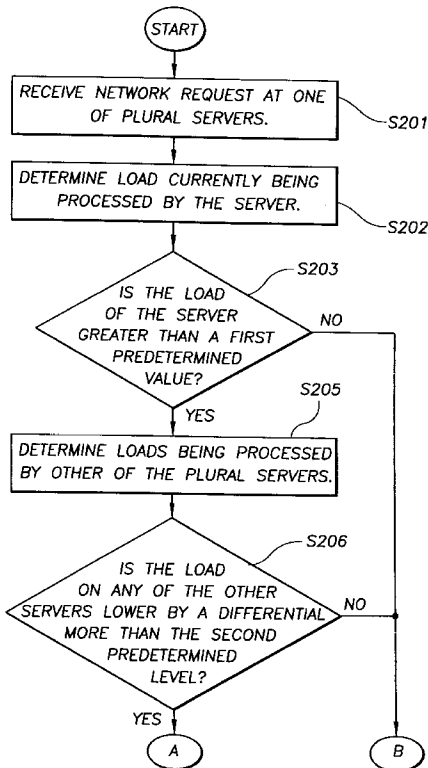 START
RECEIVE NETWORK REQUEST AT ONE
OF PLURAL SERVERS.
S201
DETERMINE LOAD CURRENTLY BEING
PROCESSED BY THE SERVER.
S202
S203
IS THE LOAD
OF THE SERVER
GREATER THAN A FIRST
PREDETERMINED
VALUE?
NO
YES
S205
DETERMINE LOADS BEING PROCESSED
BY OTHER OF THE PLURAL SERVERS.
S206
IS THE LOAD
ON ANY OF THE OTHER
SERVERS LOWER BY A DIFFERENTIAL
MORE THAN THE SECOND
PREDETERMINED
LEVEL?
NO
YES
A
B